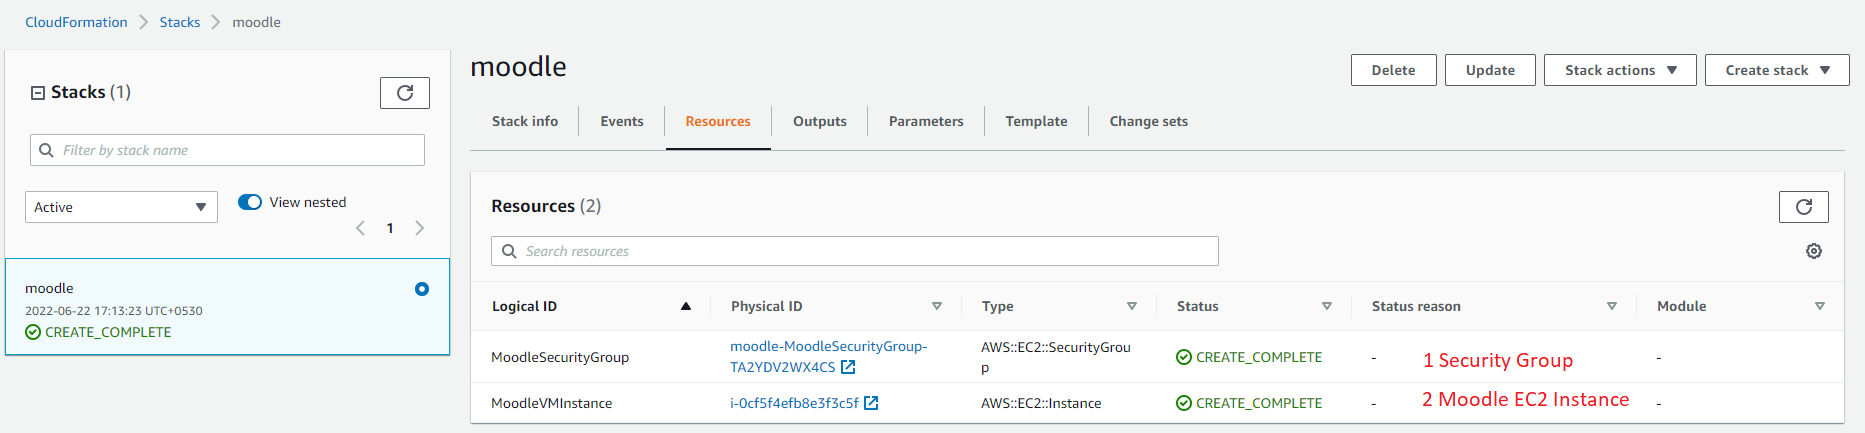 CloudFormation > Stacks > moodle
Stacks (1)
Filter by stack name
Active
View nested
1
moodle
2022-06-22 17:13:23 UTC+0530
CREATE_COMPLETE
moodle
Delete
Update
Stack actions
Create stack
Stack info
Events
Resources
Outputs
Parameters
Template
Change sets
Resources (2)
Search resources
Logical ID
Physical ID
Type
Status
Status reason
Module
MoodleSecurityGroup
moodle-MoodleSecurityGroup-
TA2YDV2WX4CS
AWS::EC2::SecurityGrou
p
CREATE_COMPLETE
-
1 Security Group
-
MoodleVMInstance
i-0cf5f4efb8e3f3c5f
AWS::EC2::Instance
CREATE_COMPLETE
-
2 Moodle EC2 Instance
-